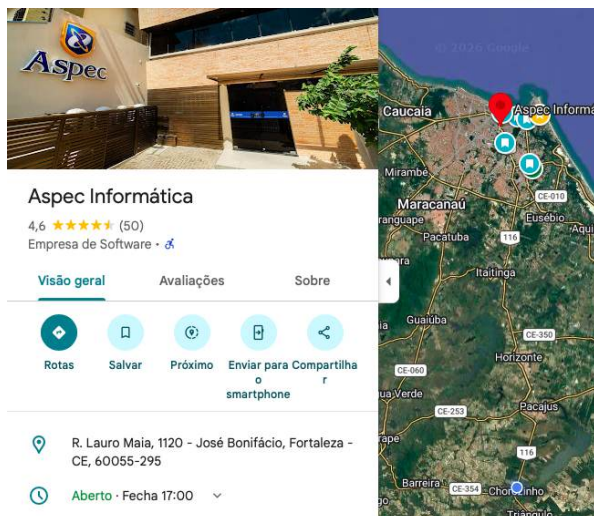 Aspec
Aspec Informática
4,6 ★★★★★ (50)
Empresa de Software ·
Visão geral
Avaliações
Sobre
Rotas
Salvar
Próximo
Enviar para
o
smartphone
Compartilha
r
R. Lauro Maia, 1120 - José Bonifácio, Fortaleza -
CE, 60055-295
Aberto · Fecha 17:00
© 2026 Google
Caucaia
Aspec Informá
Mirambé
Maracanaú
CE-010
ranguape
Eusébio
Pacatuba
116
Aqui
Itaitinga
Guaiúba
CE-350
Horizonte
CE-060
ua Verde
CE-253
Pacajus
rape
116
Barreira
CE-354
Chorozinho
Triângulo